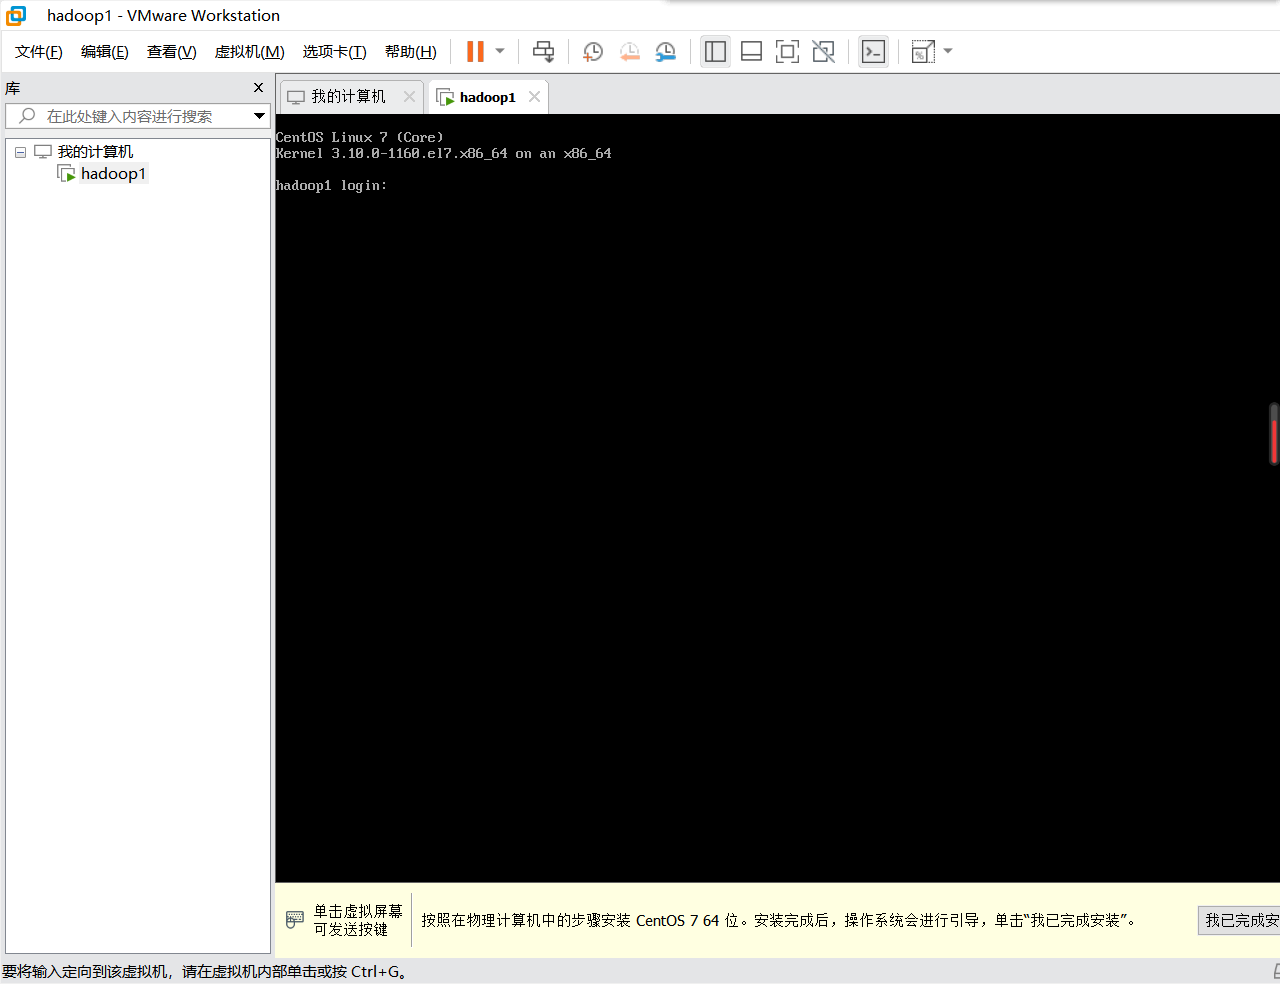 hadoop1 - VMware Workstation
文件(F) 编辑(E) 查看(V) 虚拟机(M) 选项卡(T) 帮助(H)
库
在此处键入内容进行搜索
我的计算机
hadoop1
我的计算机
hadoop1
CentOS Linux 7 (Core)
Kernel 3.10.0-1160.el7.x86_64 on an x86_64
hadoop1 login:
单击虚拟屏幕
可发送按键
按照在物理计算机中的步骤安装 CentOS 7 64 位。安装完成后，操作系统会进行引导，单击“我已完成安装”。
我已完成安
要将输入定向到该虚拟机，请在虚拟机内部单击或按 Ctrl+G。